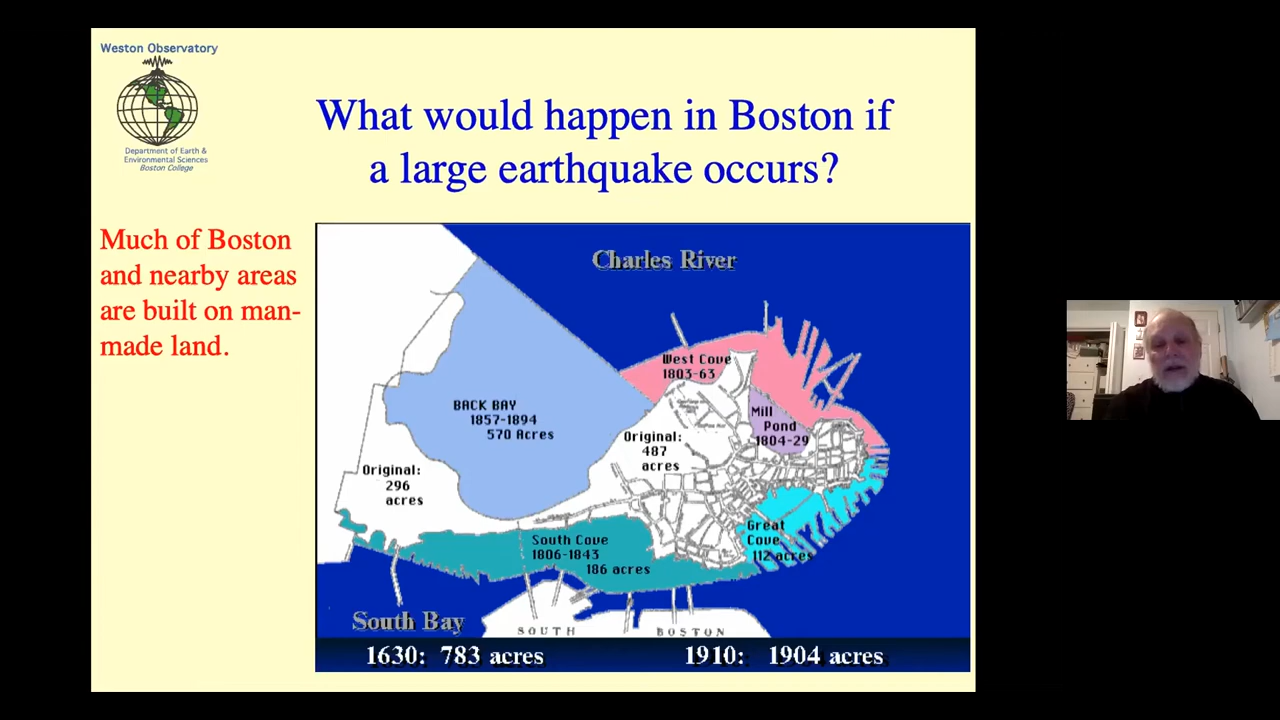 Weston Observatory
Department of Earth &
Environmental Sciences
Boston College
What would happen in Boston if
a large earthquake occurs?
Much of Boston
and nearby areas
are built on man-
made land.
Charles River
West Cove
1803-63
BACK BAY
1857-1894
570 Acres
Mill
Pond
1804-29
Original:
487
acres
Original:
296
acres
Great
Cove
112 acres
South Cove
1806-1843
186 acres
South Bay
SOUTH BOSTON
1630: 783 acres
1910: 1904 acres